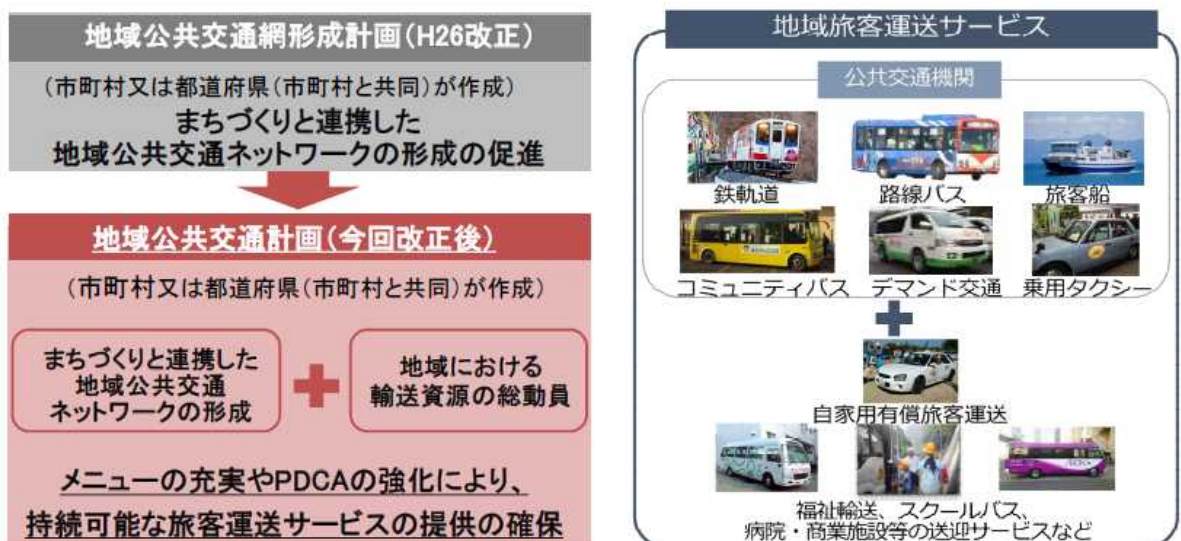 地域公共交通網形成計画(H26改正)
(市町村又は都道府県(市町村と共同)が作成)
まちづくりと連携した
地域公共交通ネットワークの形成の促進
地域公共交通計画(今回改正後)
(市町村又は都道府県(市町村と共同)が作成)
まちづくりと連携した
地域公共交通
ネットワークの形成
地域における
輸送資源の総動員
メニューの充実やPDCAの強化により、
持続可能な旅客運送サービスの提供の確保
地域旅客運送サービス
公共交通機関
鉄軌道
路線バス
旅客船
コミュニティバス
デマンド交通
乗用タクシー
自家用有償旅客運送
福祉輸送、スクールバス、
病院・商業施設等の送迎サービスなど